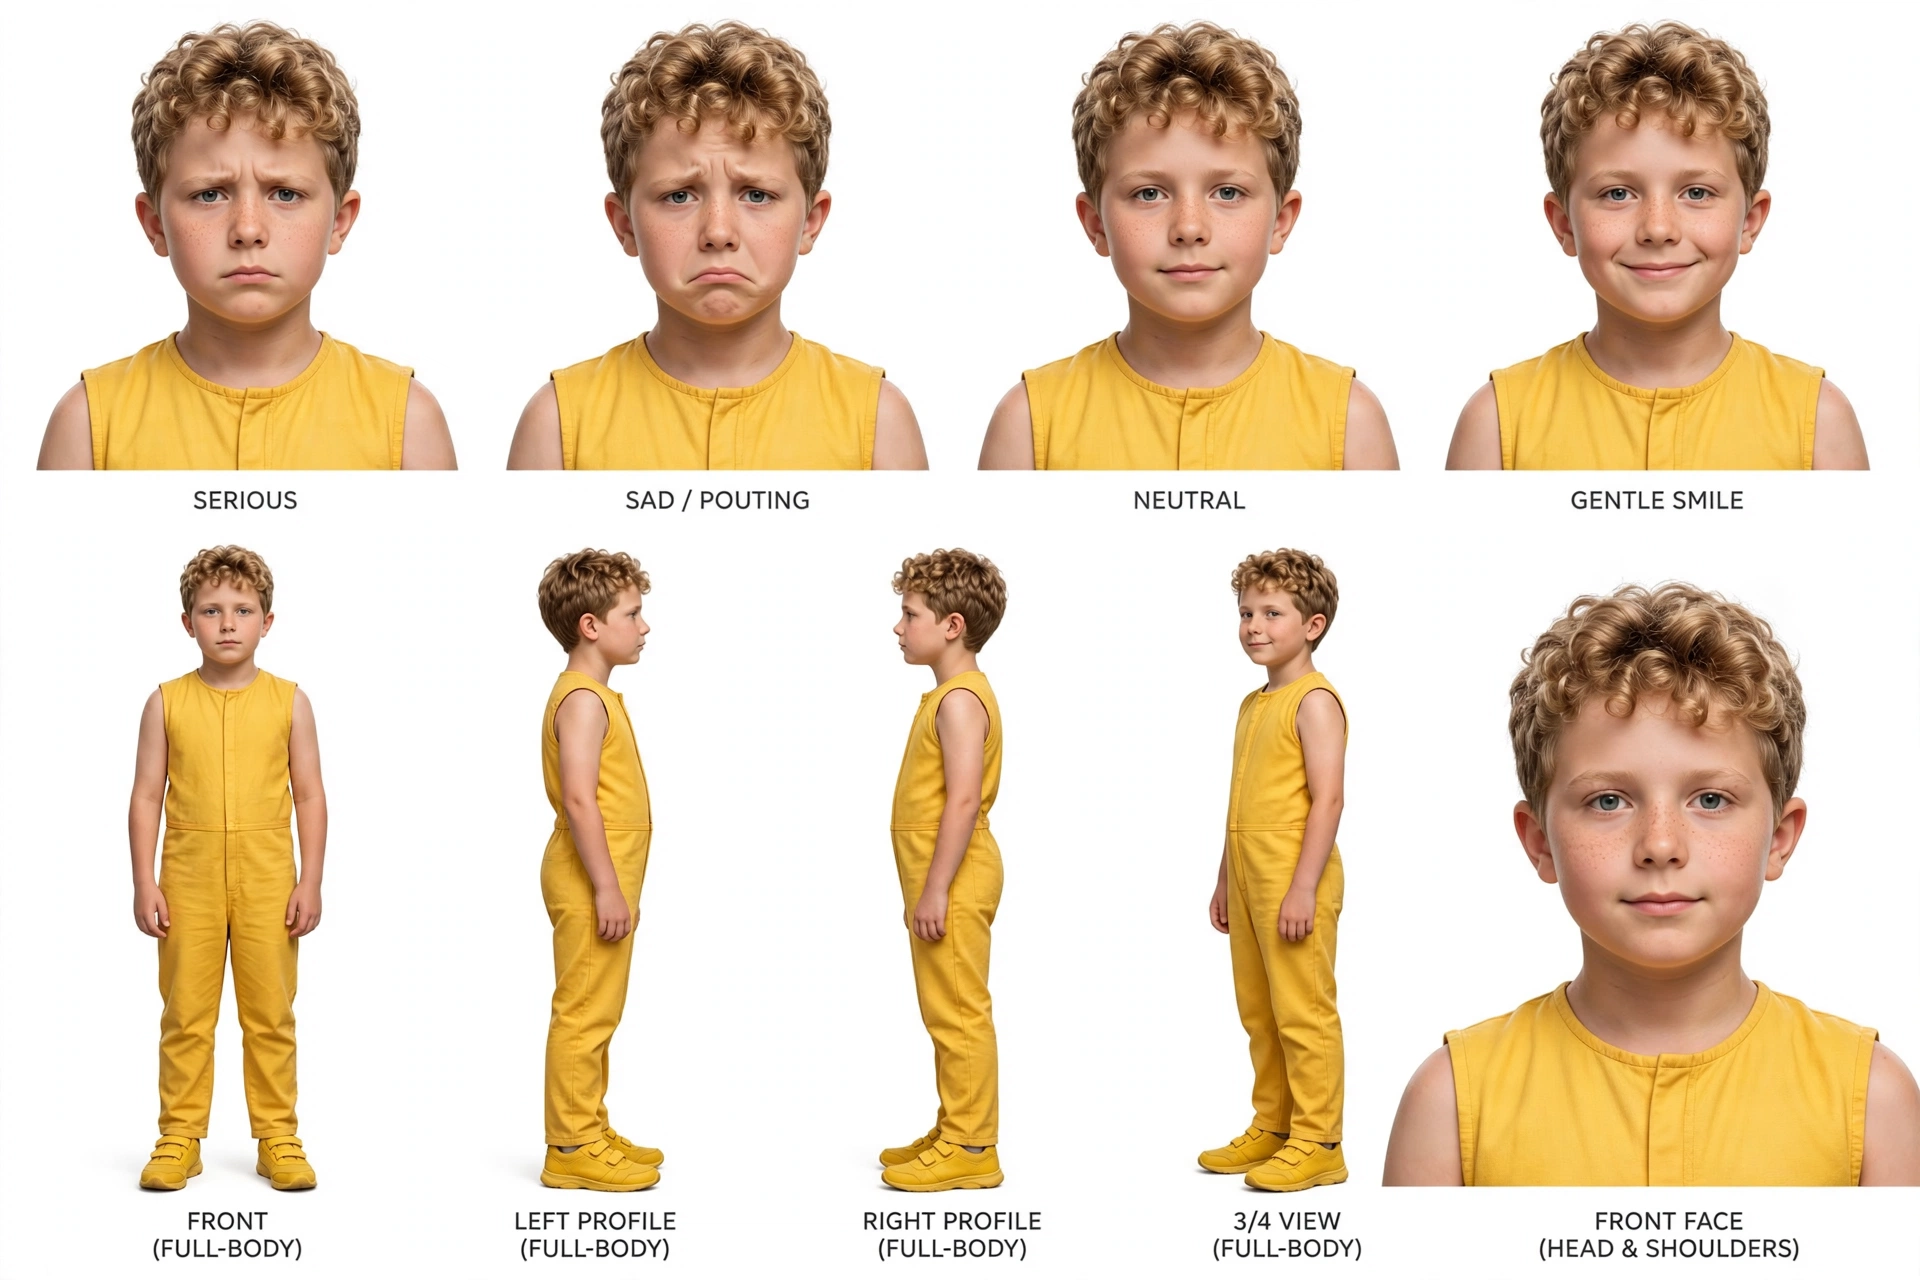 SERIOUS
SAD / POUTING
NEUTRAL
GENTLE SMILE
FRONT
(FULL-BODY)
LEFT PROFILE
(FULL-BODY)
RIGHT PROFILE
(FULL-BODY)
3/4 VIEW
(FULL-BODY)
FRONT FACE
(HEAD & SHOULDERS)